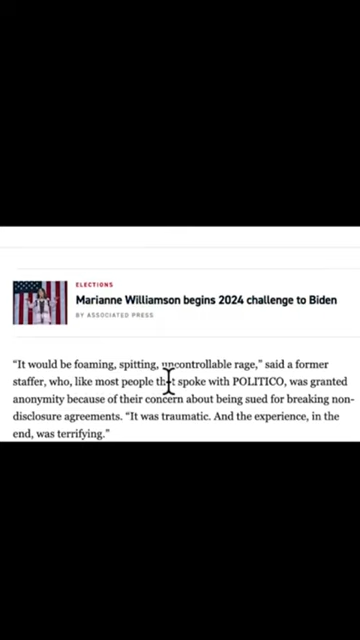 ELECTIONS
Marianne Williamson begins 2024 challenge to Biden
BY ASSOCIATED PRESS
“It would be foaming, spitting, uncontrollable rage,” said a former
staffer, who, like most people that spoke with POLITICO, was granted
anonymity because of their concern about being sued for breaking non-
disclosure agreements. “It was traumatic. And the experience, in the
end, was terrifying.”